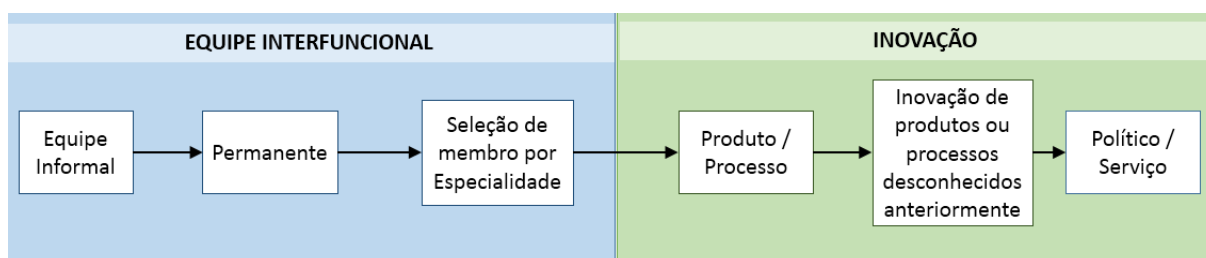 EQUIPE INTERFUNCIONAL
INOVAÇÃO
Equipe
Informal
Permanente
Seleção de
membro por
Especialidade
Produto /
Processo
Inovação de
produtos ou
processos
desconhecidos
anteriormente
Político /
Serviço